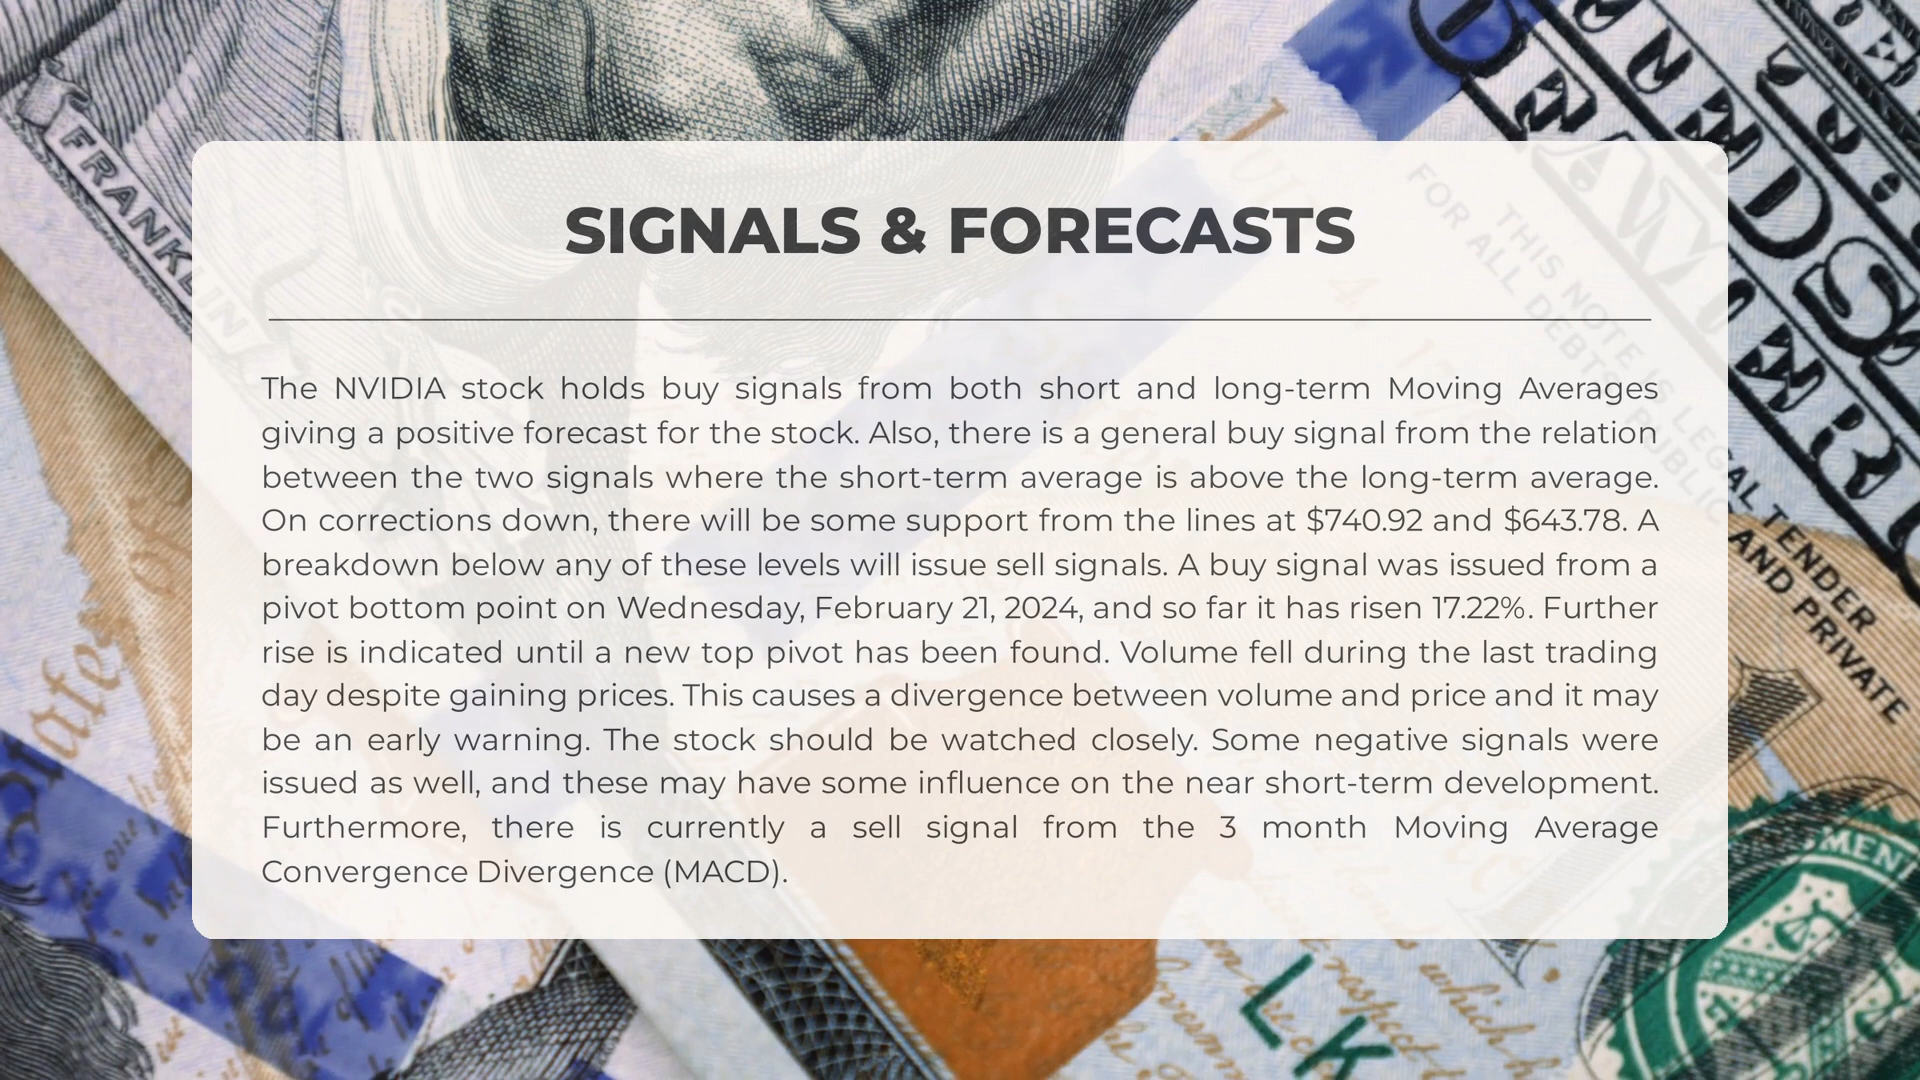 FRANKLIN
SIGNALS & FORECASTS
THIS NOTE IS LEGAL TENDER
FOR ALL DEBTS, PUBLIC AND PRIVATE
The NVIDIA stock holds buy signals from both short and long-term Moving Averages
giving a positive forecast for the stock. Also, there is a general buy signal from the relation
between the two signals where the short-term average is above the long-term average.
On corrections down, there will be some support from the lines at $740.92 and $643.78. A
breakdown below any of these levels will issue sell signals. A buy signal was issued from a
pivot bottom point on Wednesday, February 21, 2024, and so far it has risen 17.22%. Further
rise is indicated until a new top pivot has been found. Volume fell during the last trading
day despite gaining prices. This causes a divergence between volume and price and it may
be an early warning. The stock should be watched closely. Some negative signals were
issued as well, and these may have some influence on the near short-term development.
Furthermore, there is currently a sell signal from the 3 month Moving Average
Convergence Divergence (MACD).
L K